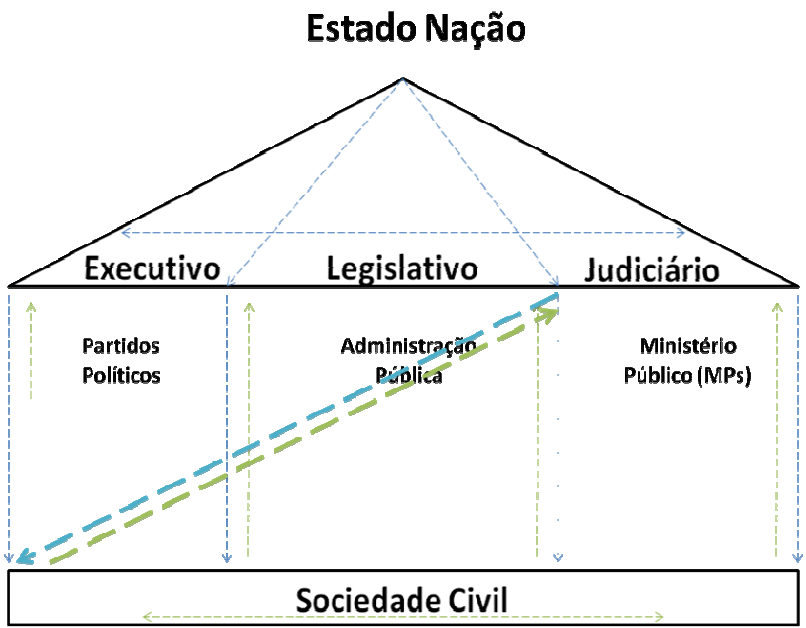 Estado Nação
Executivo Legislativo Judiciário
Partidos
Políticos
Administração
Pública
Ministério
Público (MPs)
Sociedade Civil